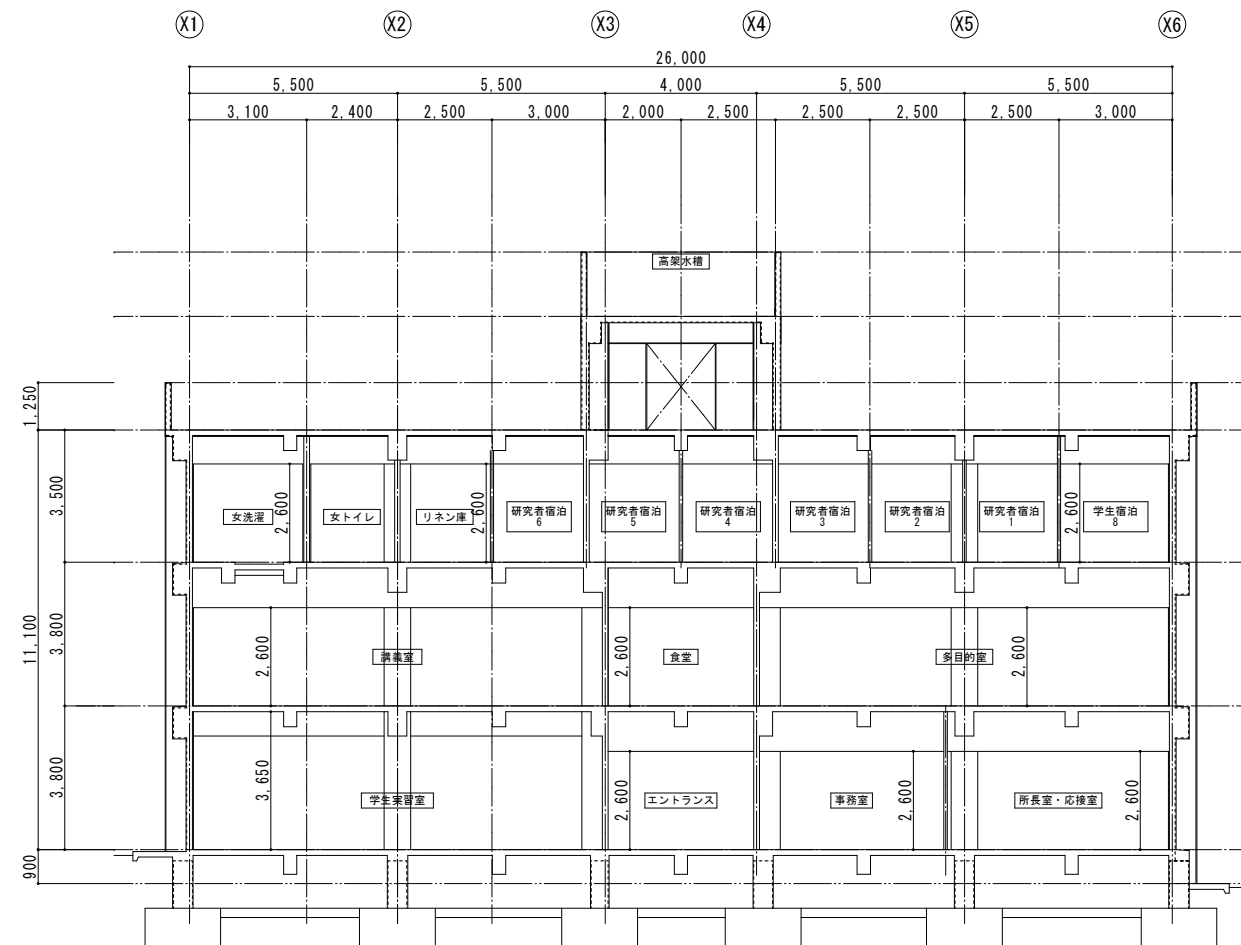 X1 X2 X3 X4 X5 X6
26,000
5,500 5,500 4,000 5,500 5,500
3,100 2,400 2,500 3,000 2,000 2,500 2,500 2,500 2,500 3,000
高架水槽
1,250
3,500
女洗濯
2,600
女トイレ
リネン庫
2,600
研究者宿泊
6
研究者宿泊
5
研究者宿泊
4
研究者宿泊
3
研究者宿泊
2
研究者宿泊
1
2,600
学生宿泊
8
11,100
3,800
2,600
講義室
2,600
食堂
多目的室
2,600
3,800
3,650
学生実習室
2,600
エントランス
事務室
2,600
所長室・応接室
2,600
900